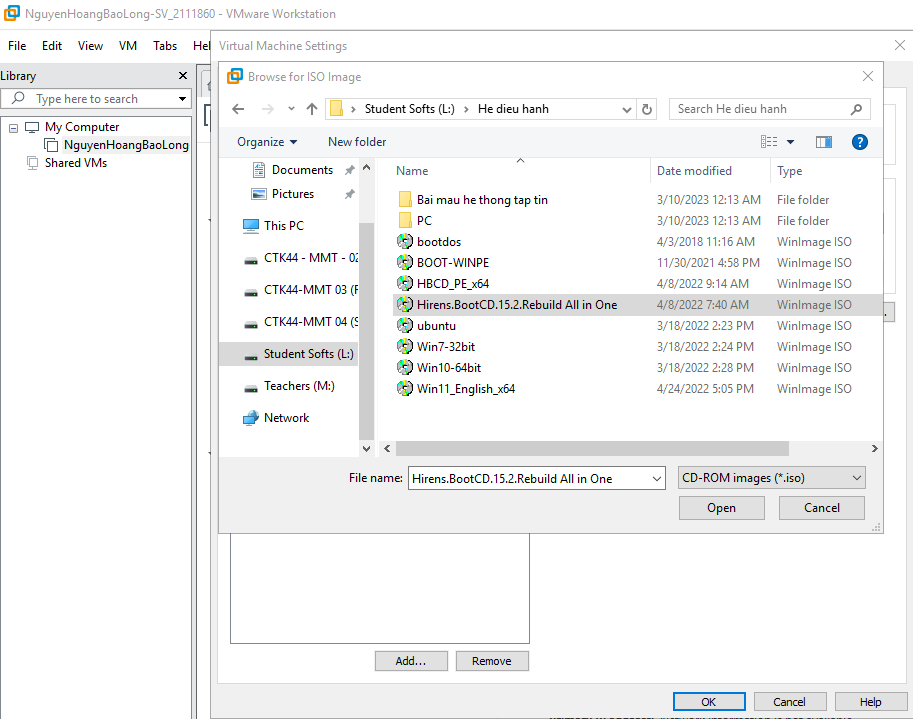 NguyenHoangBaoLong-SV_2111860 - VMware Workstation
File Edit View VM Tabs Hel
Virtual Machine Settings
Library
Type here to search
My Computer
NguyenHoangBaoLong
Shared VMs
Browse for ISO Image
Student Softs (L:) > He dieu hanh
Search He dieu hanh
Organize
New folder
Documents
Pictures
This PC
CTK44 - MMT - 02
CTK44-MMT 03 (F
CTK44-MMT 04 (S
Student Softs (L:)
Teachers (M:)
Network
Name Date modified Type
Bai mau he thong tap tin 3/10/2023 12:13 AM File folder
PC 3/10/2023 12:13 AM File folder
bootdos 4/3/2018 11:16 AM WinImage ISO
BOOT-WINPE 11/30/2021 4:58 PM WinImage ISO
HBCD_PE_x64 4/8/2022 9:14 AM WinImage ISO
Hirens.BootCD.15.2.Rebuild All in One 4/8/2022 7:40 AM WinImage ISO
ubuntu 3/18/2022 2:23 PM WinImage ISO
Win7-32bit 3/18/2022 2:24 PM WinImage ISO
Win10-64bit 3/18/2022 2:28 PM WinImage ISO
Win11_English_x64 4/24/2022 5:05 PM WinImage ISO
File name: Hirens.BootCD.15.2.Rebuild All in One
CD-ROM images (*.iso)
Open Cancel
Add... Remove
OK Cancel Help